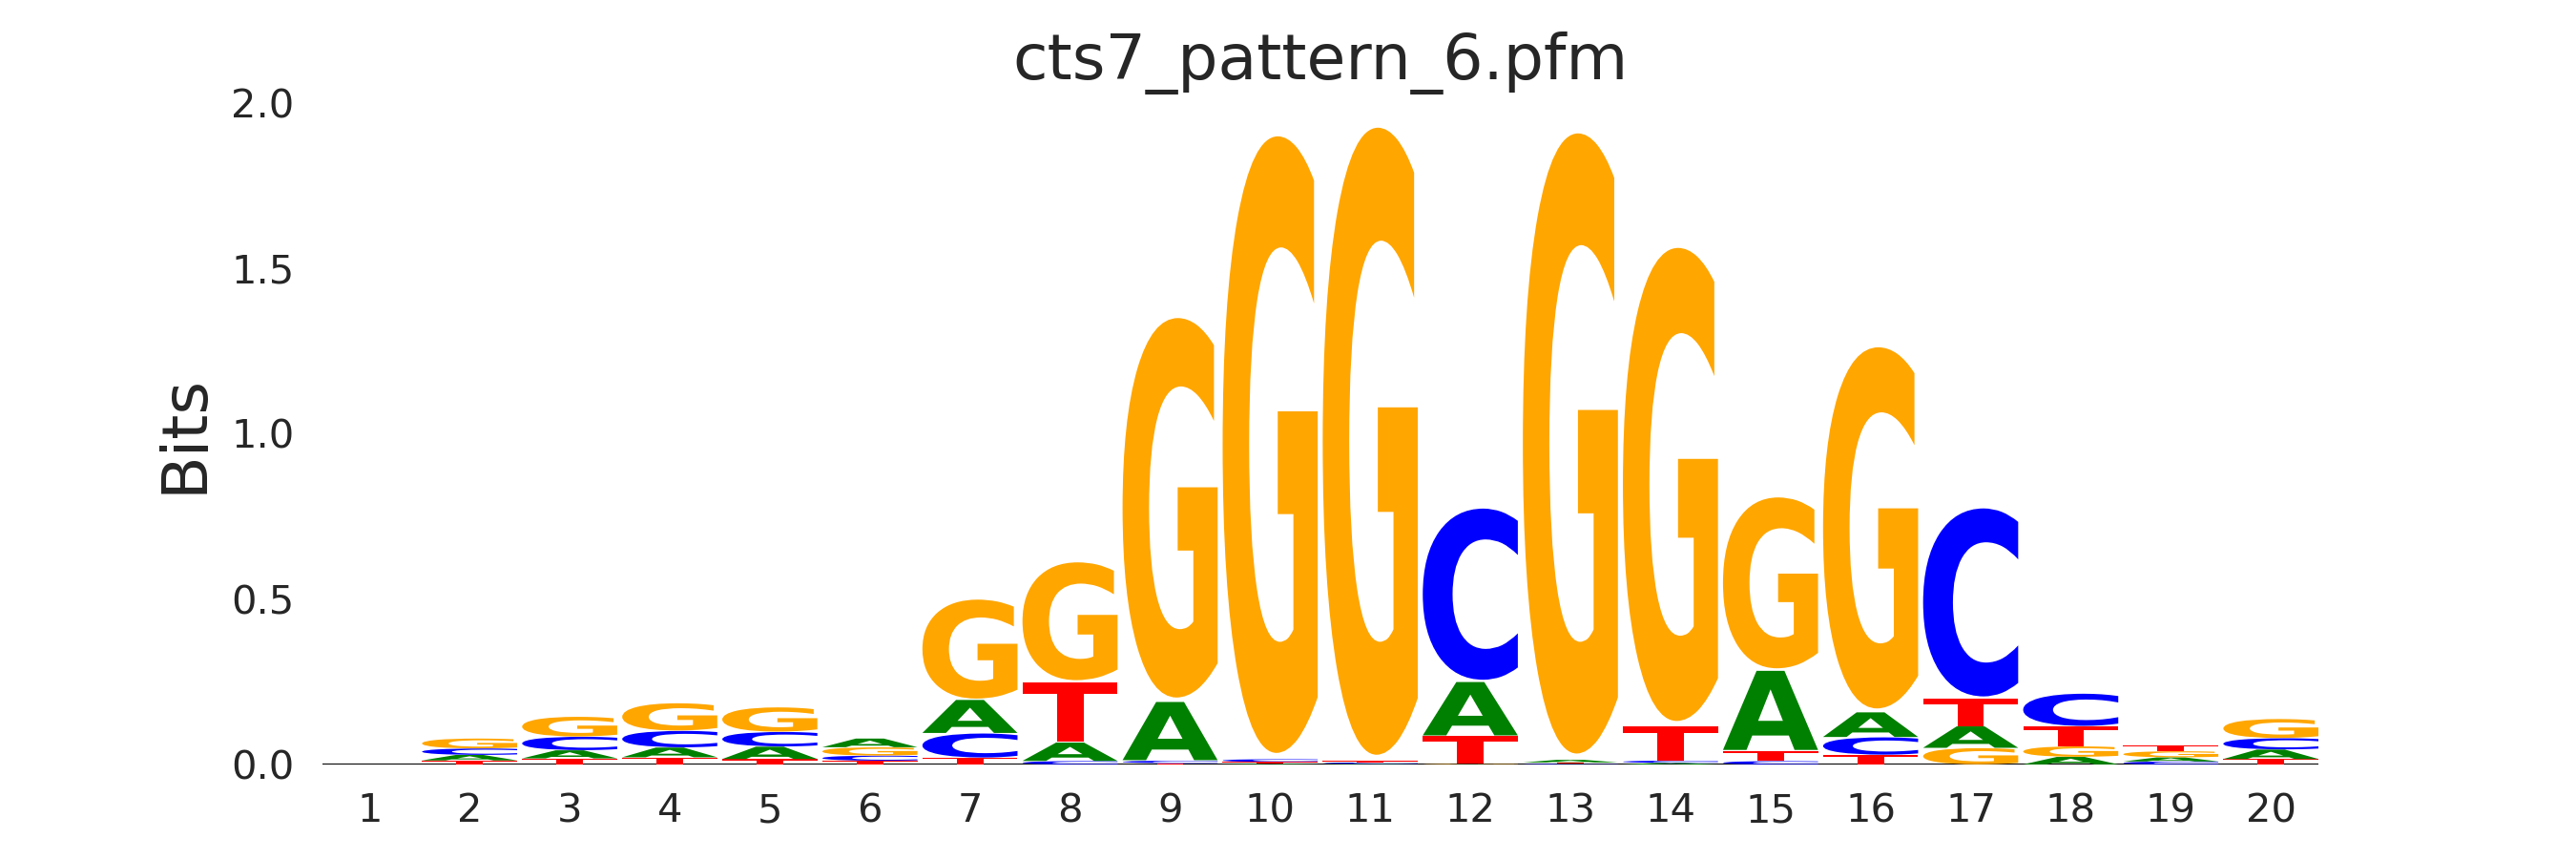 cts7_pattern_6.pfm
2.0
1.5
1.0
0.5
0.0
Bits
G C A T
G C A T
G C A T
G C A T
A G C T
G A C T
G T A C
G A C T
G C T
G T
C A T
G A T
G T C A
G A T C
G A C T
C T A G
C T G A
T G A C
G C A T
1 2 3 4 5 6 7 8 9 10 11 12 13 14 15 16 17 18 19 20